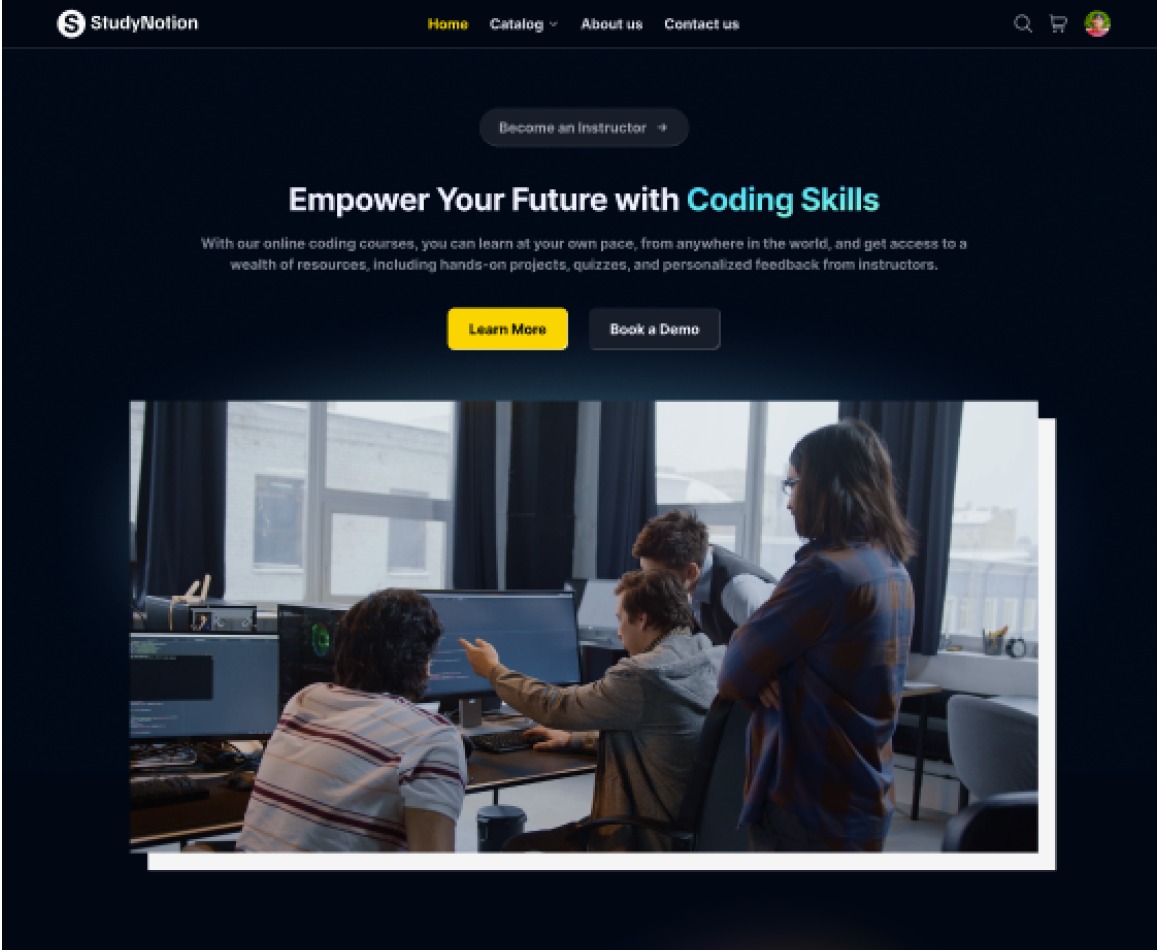 StudyNotion
Home Catalog About us Contact us
Become an Instructor →
Empower Your Future with Coding Skills
With our online coding courses, you can learn at your own pace, from anywhere in the world, and get access to a
wealth of resources, including hands-on projects, quizzes, and personalized feedback from instructors.
Learn More Book a Demo